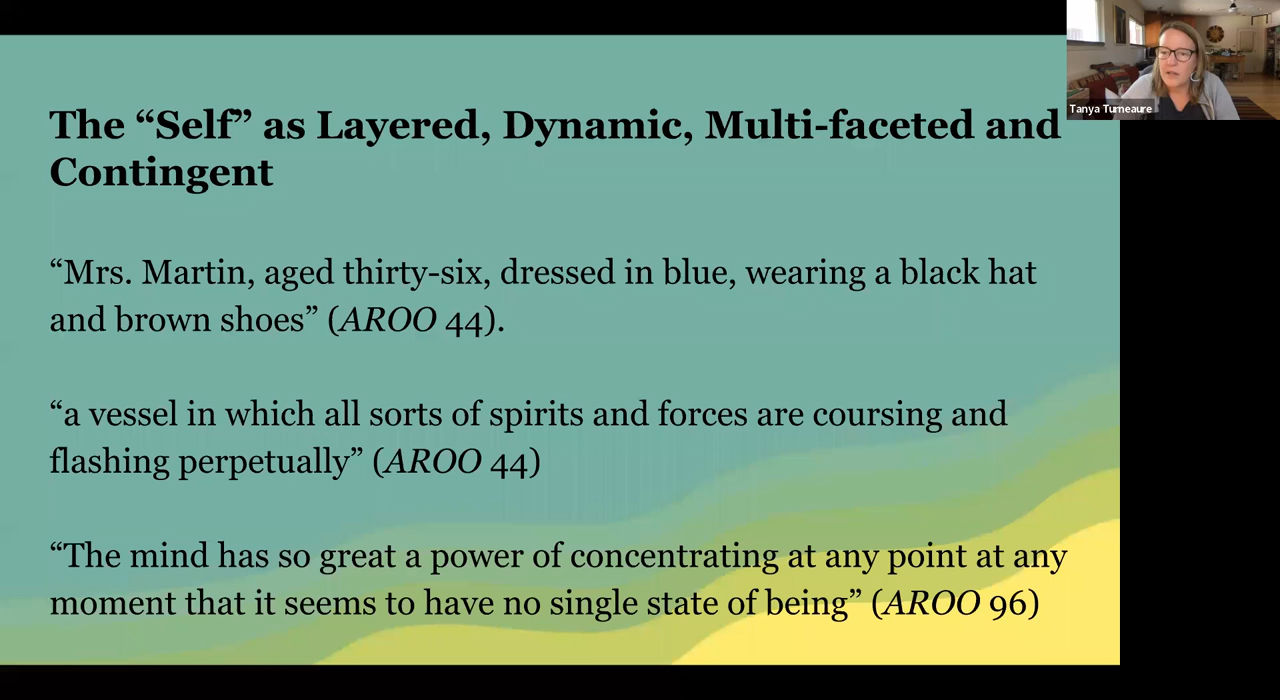 The “Self” as Layered, Dynamic, Multi-faceted and
Contingent
“Mrs. Martin, aged thirty-six, dressed in blue, wearing a black hat
and brown shoes” (AROO 44).
“a vessel in which all sorts of spirits and forces are coursing and
flashing perpetually” (AROO 44)
“The mind has so great a power of concentrating at any point at any
moment that it seems to have no single state of being” (AROO 96)
Tanya Turneaure